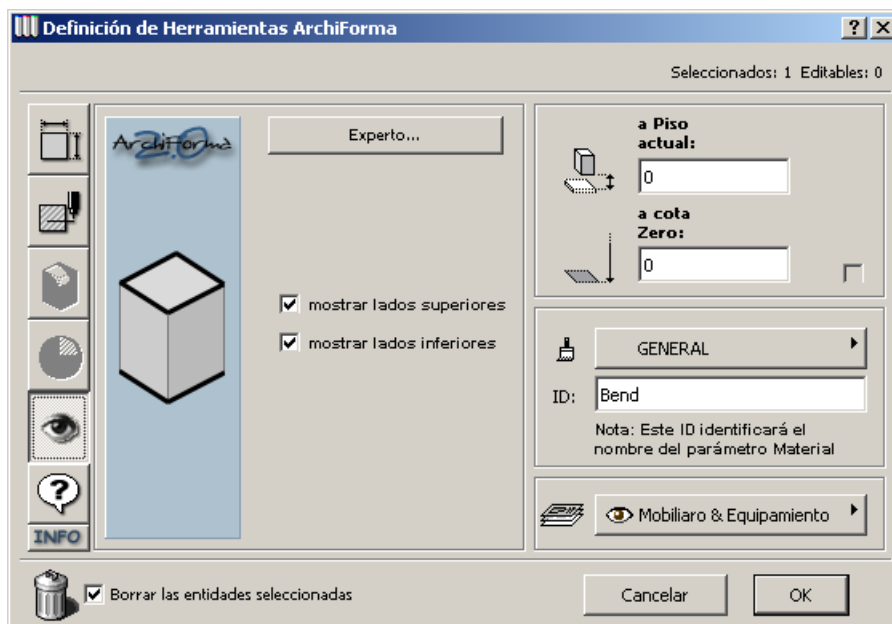 Definición de Herramientas ArchiForma
Seleccionados: 1 Editables: 0
ArchiForma
2.0
Experto...
mostrar lados superiores
mostrar lados inferiores
INFO
a Piso
actual:
0
a cota
Zero:
0
GENERAL
ID: Bend
Nota: Este ID identificará el
nombre del parámetro Material
Mobiliaro & Equipamiento
Borrar las entidades seleccionadas
Cancelar
OK